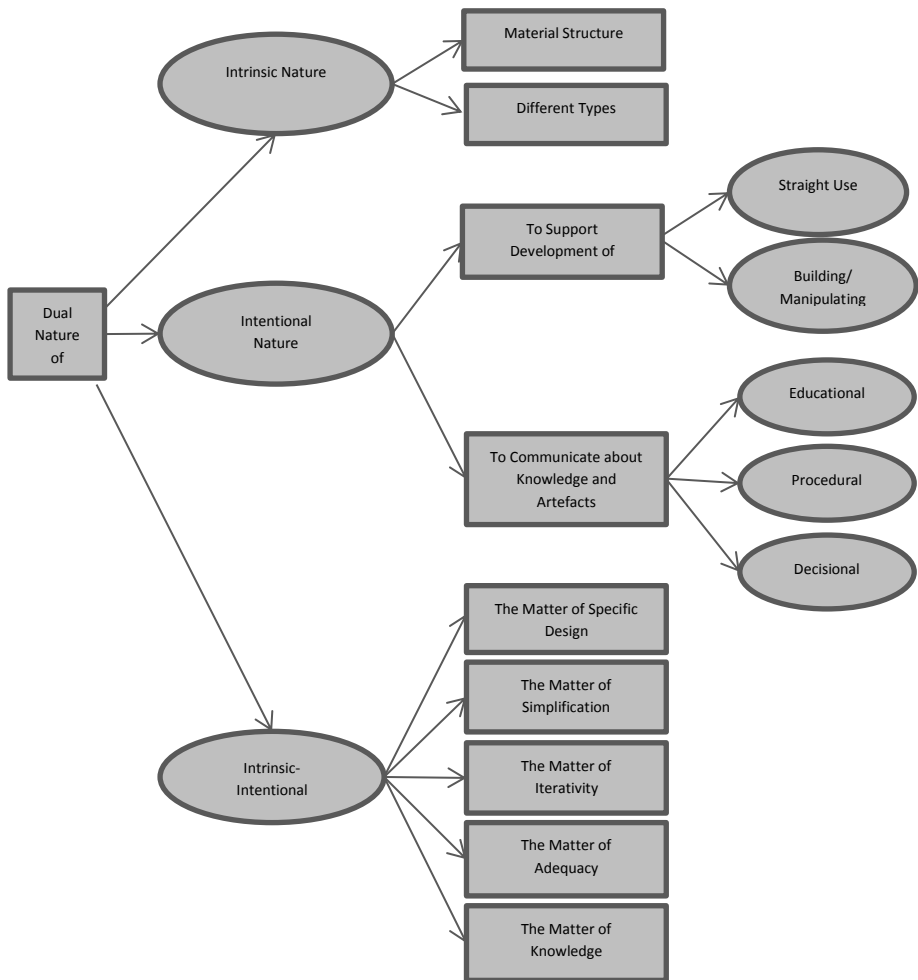 Material Structure
Intrinsic Nature
Different Types
Straight Use
To Support
Development of
Building/
Manipulating
Dual
Nature
of
Intentional
Nature
Educational
To Communicate about
Knowledge and
Artefacts
Procedural
Decisional
The Matter of Specific
Design
The Matter of
Simplification
Intrinsic-
Intentional
The Matter of
Iterativity
The Matter of
Adequacy
The Matter of
Knowledge